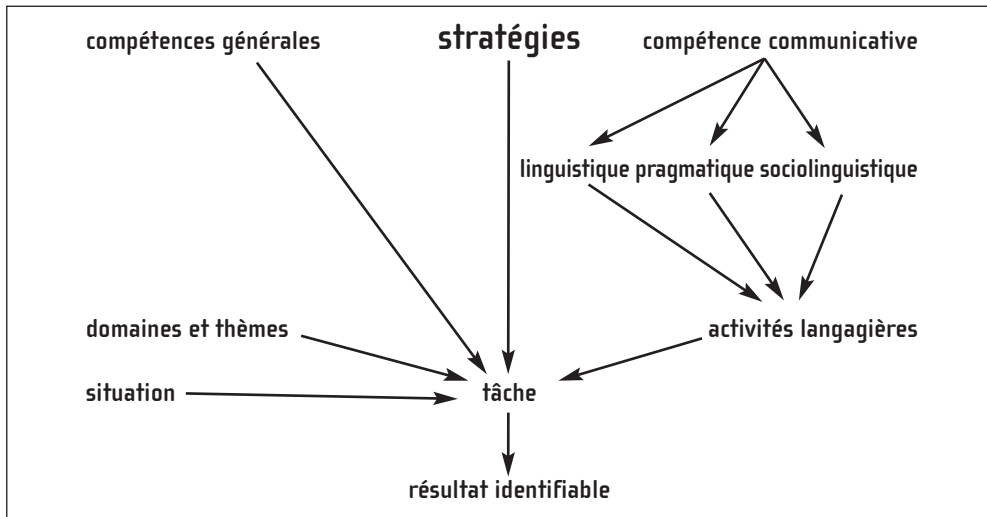 compétences générales
stratégies
compétence communicative
linguistique pragmatique sociolinguistique
domaines et thèmes
activités langagières
situation
tâche
résultat identifiable